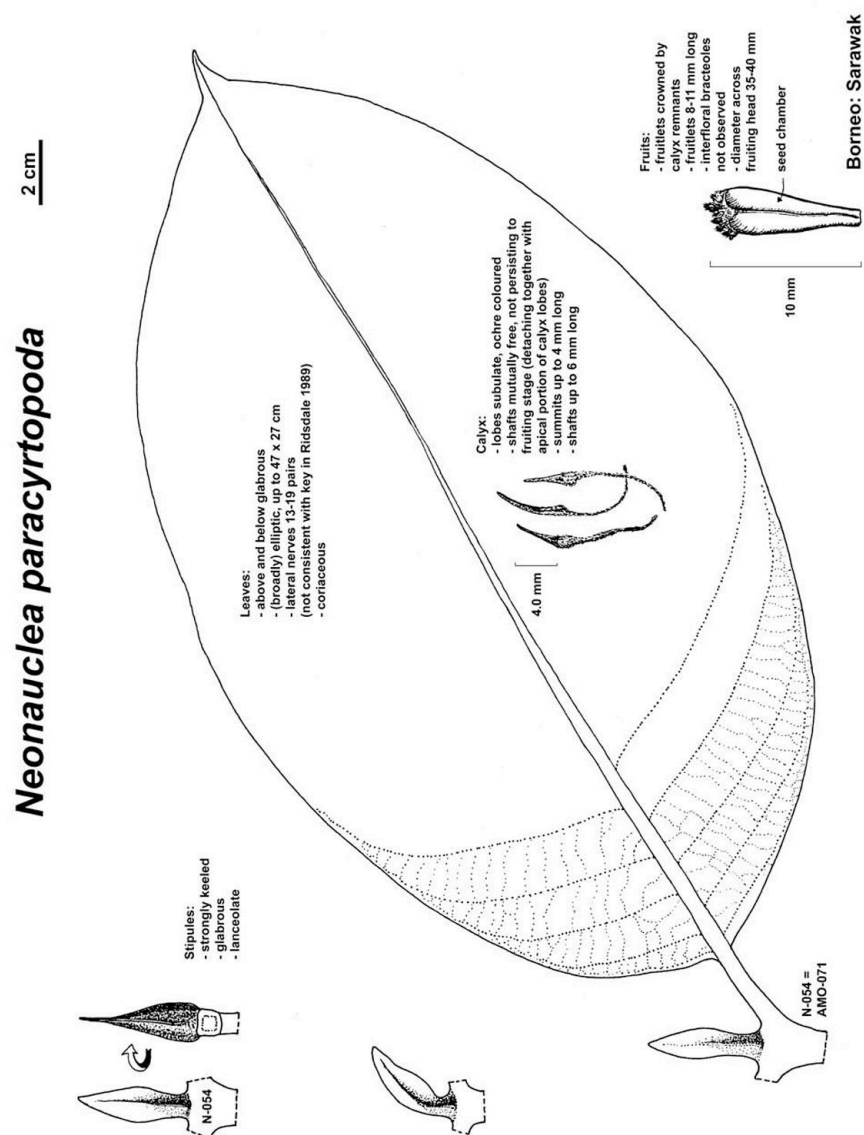 Neonauclea paracyrtopoda
2 cm
Stipules:
- strongly keeled
- glabrous
- lanceolate
N-054
Leaves:
- above and below glabrous
- (broadly) elliptic, up to 47 x 27 cm
- lateral nerves 13-19 pairs
(not consistent with key in Ridsdale 1989)
- coriaceous
Calyx:
- lobes subulate, ochre coloured
- shafts mutually free, not persisting to
fruiting stage (detaching together with
apical portion of calyx lobes)
- summits up to 4 mm long
- shafts up to 6 mm long
4.0 mm
Fruits:
- fruitlets crowned by
calyx remnants
- fruitlets 8-11 mm long
- interfloral bracteoles
not observed
- diameter across
fruiting head 35-40 mm
seed chamber
10 mm
N-054 =
AMO-071
Borneo: Sarawak